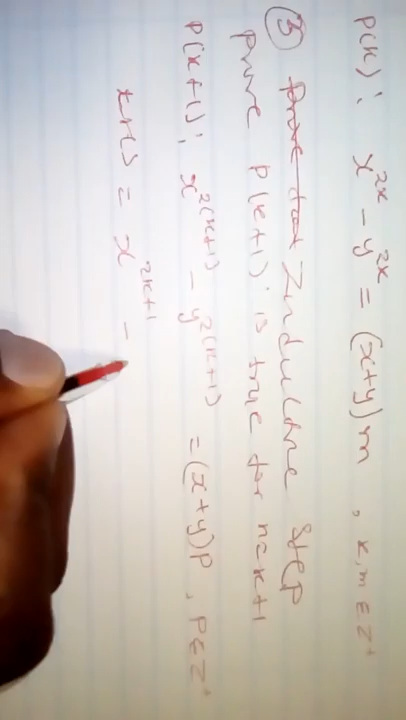 P(k): x^2k - y^2k = (x+y)m , k, m ∈ Z^+
③ Prove that Inductive Step
prove P(k+1) is true for n=k+1
P(k+1): x^2(k+1) - y^2(k+1) = (x+y)P , P ∈ Z^+
= x^2k+1 -